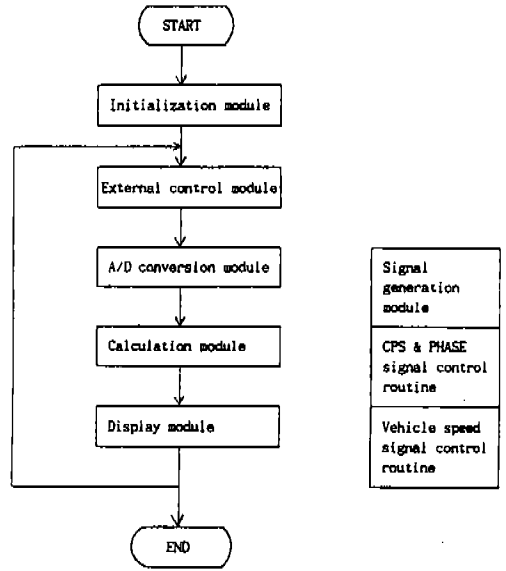 START
Initialization module
External control module
A/D conversion module
Calculation module
Display module
END
Signal
generation
module
CPS & PHASE
signal control
routine
Vehicle speed
signal control
routine